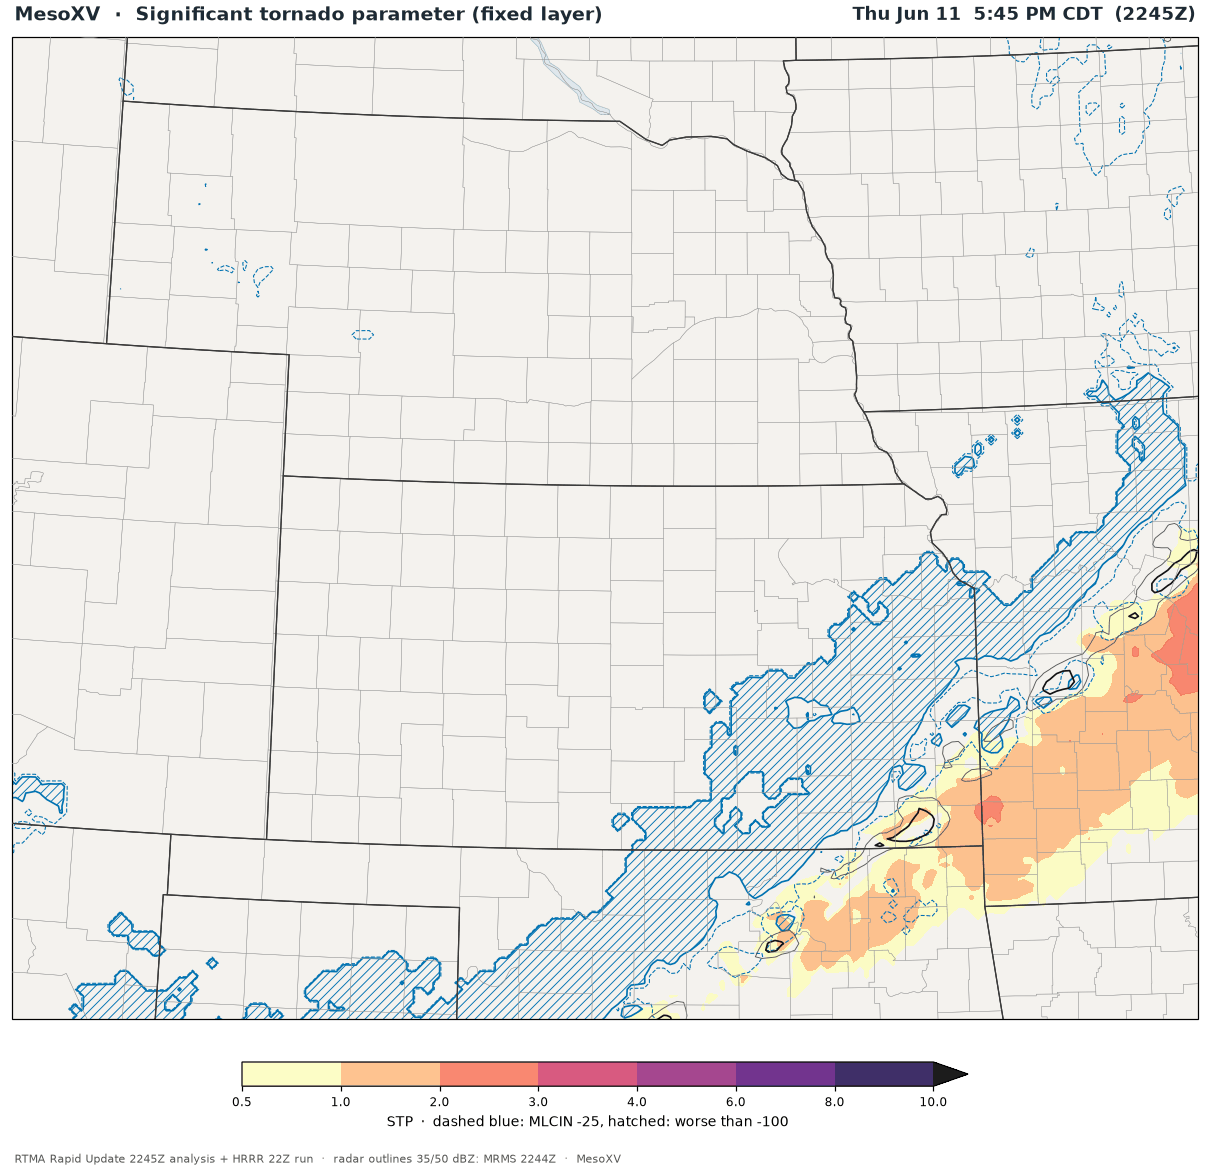 MesoXV · Significant tornado parameter (fixed layer)
Thu Jun 11 5:45 PM CDT (2245Z)
0.5 1.0 2.0 3.0 4.0 6.0 8.0 10.0
STP · dashed blue: MLCIN -25, hatched: worse than -100
RTMA Rapid Update 2245Z analysis + HRRR 22Z run · radar outlines 35/50 dBZ: MRMS 2244Z · MesoXV